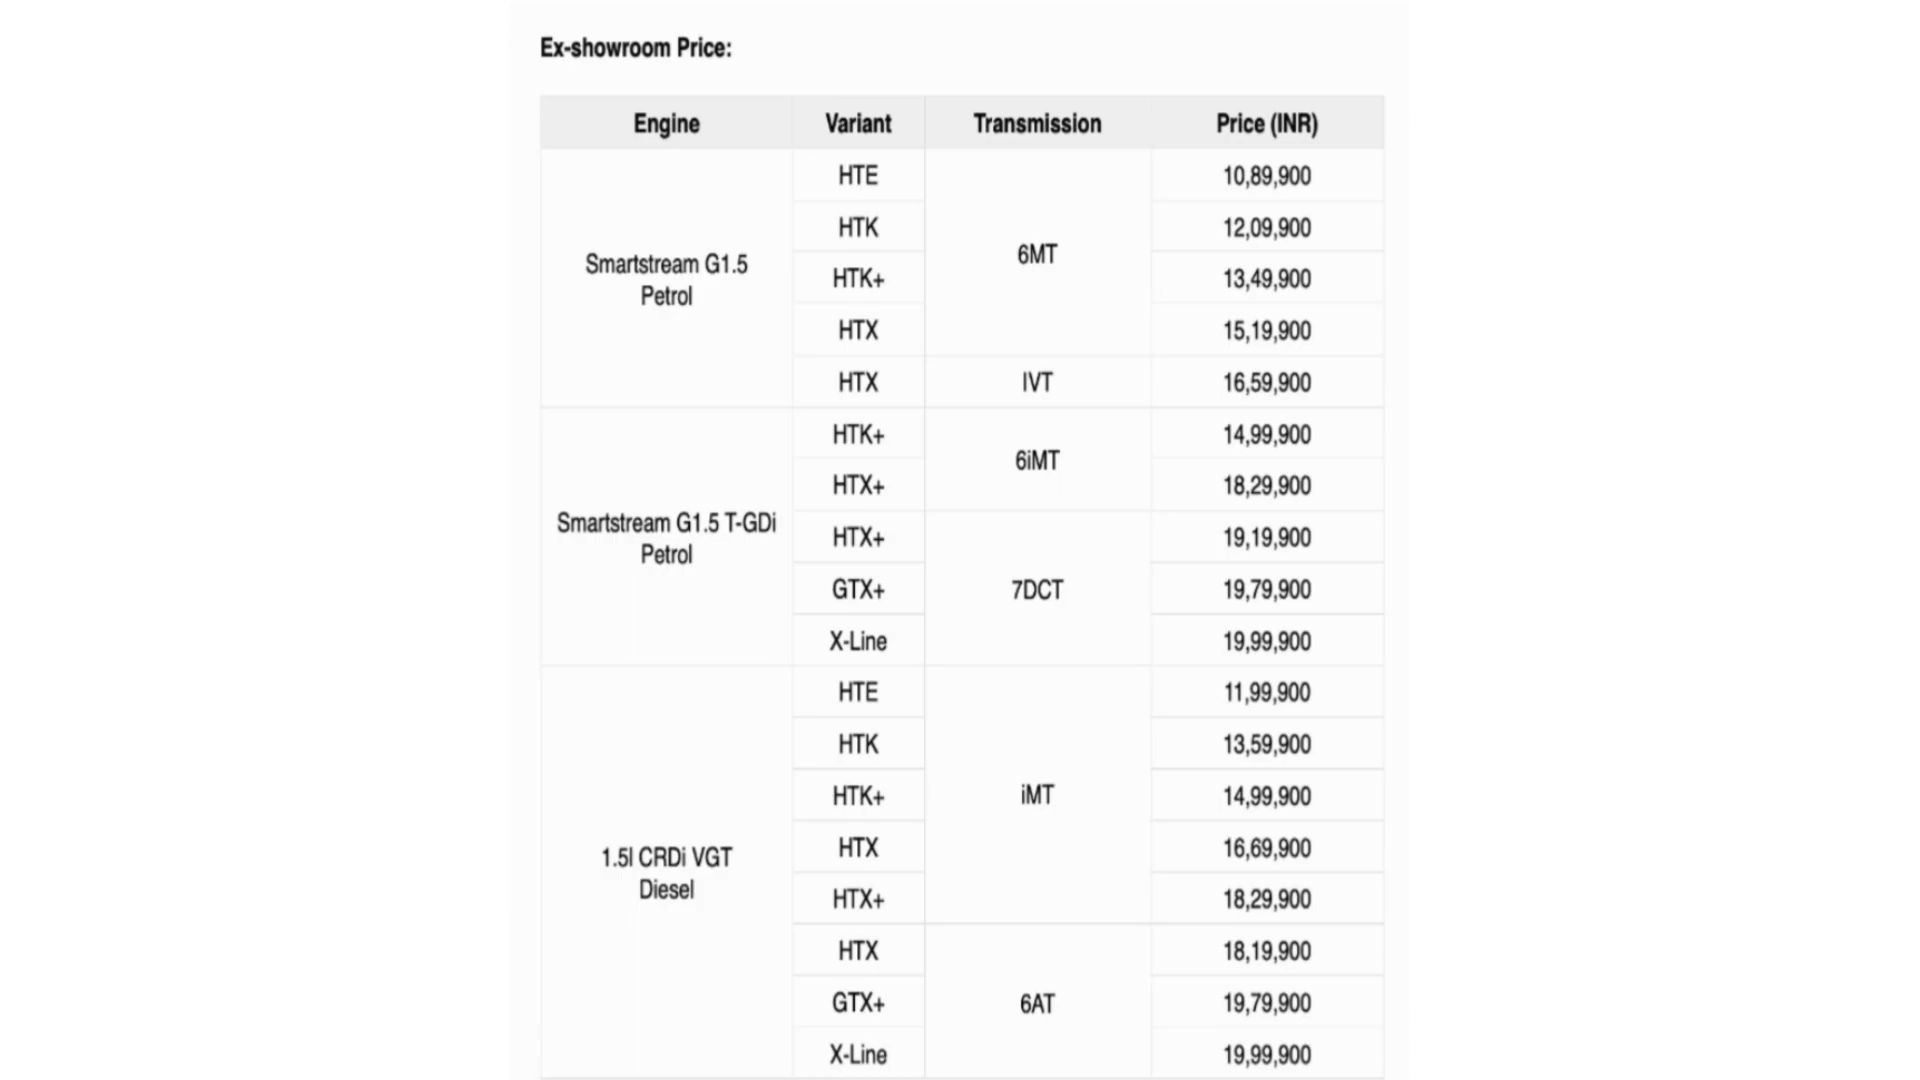 Ex-showroom Price:
Engine Variant Transmission Price (INR)
HTE 10,89,900
HTK 12,09,900
6MT
Smartstream G1.5
Petrol
HTK+ 13,49,900
HTX 15,19,900
HTX IVT 16,59,900
HTK+ 14,99,900
6iMT
HTX+ 18,29,900
Smartstream G1.5 T-GDi
Petrol
HTX+ 19,19,900
GTX+ 7DCT 19,79,900
X-Line 19,99,900
HTE 11,99,900
HTK 13,59,900
HTK+ iMT 14,99,900
HTX 16,69,900
1.5l CRDi VGT
Diesel
HTX+ 18,29,900
HTX 18,19,900
GTX+ 6AT 19,79,900
X-Line 19,99,900